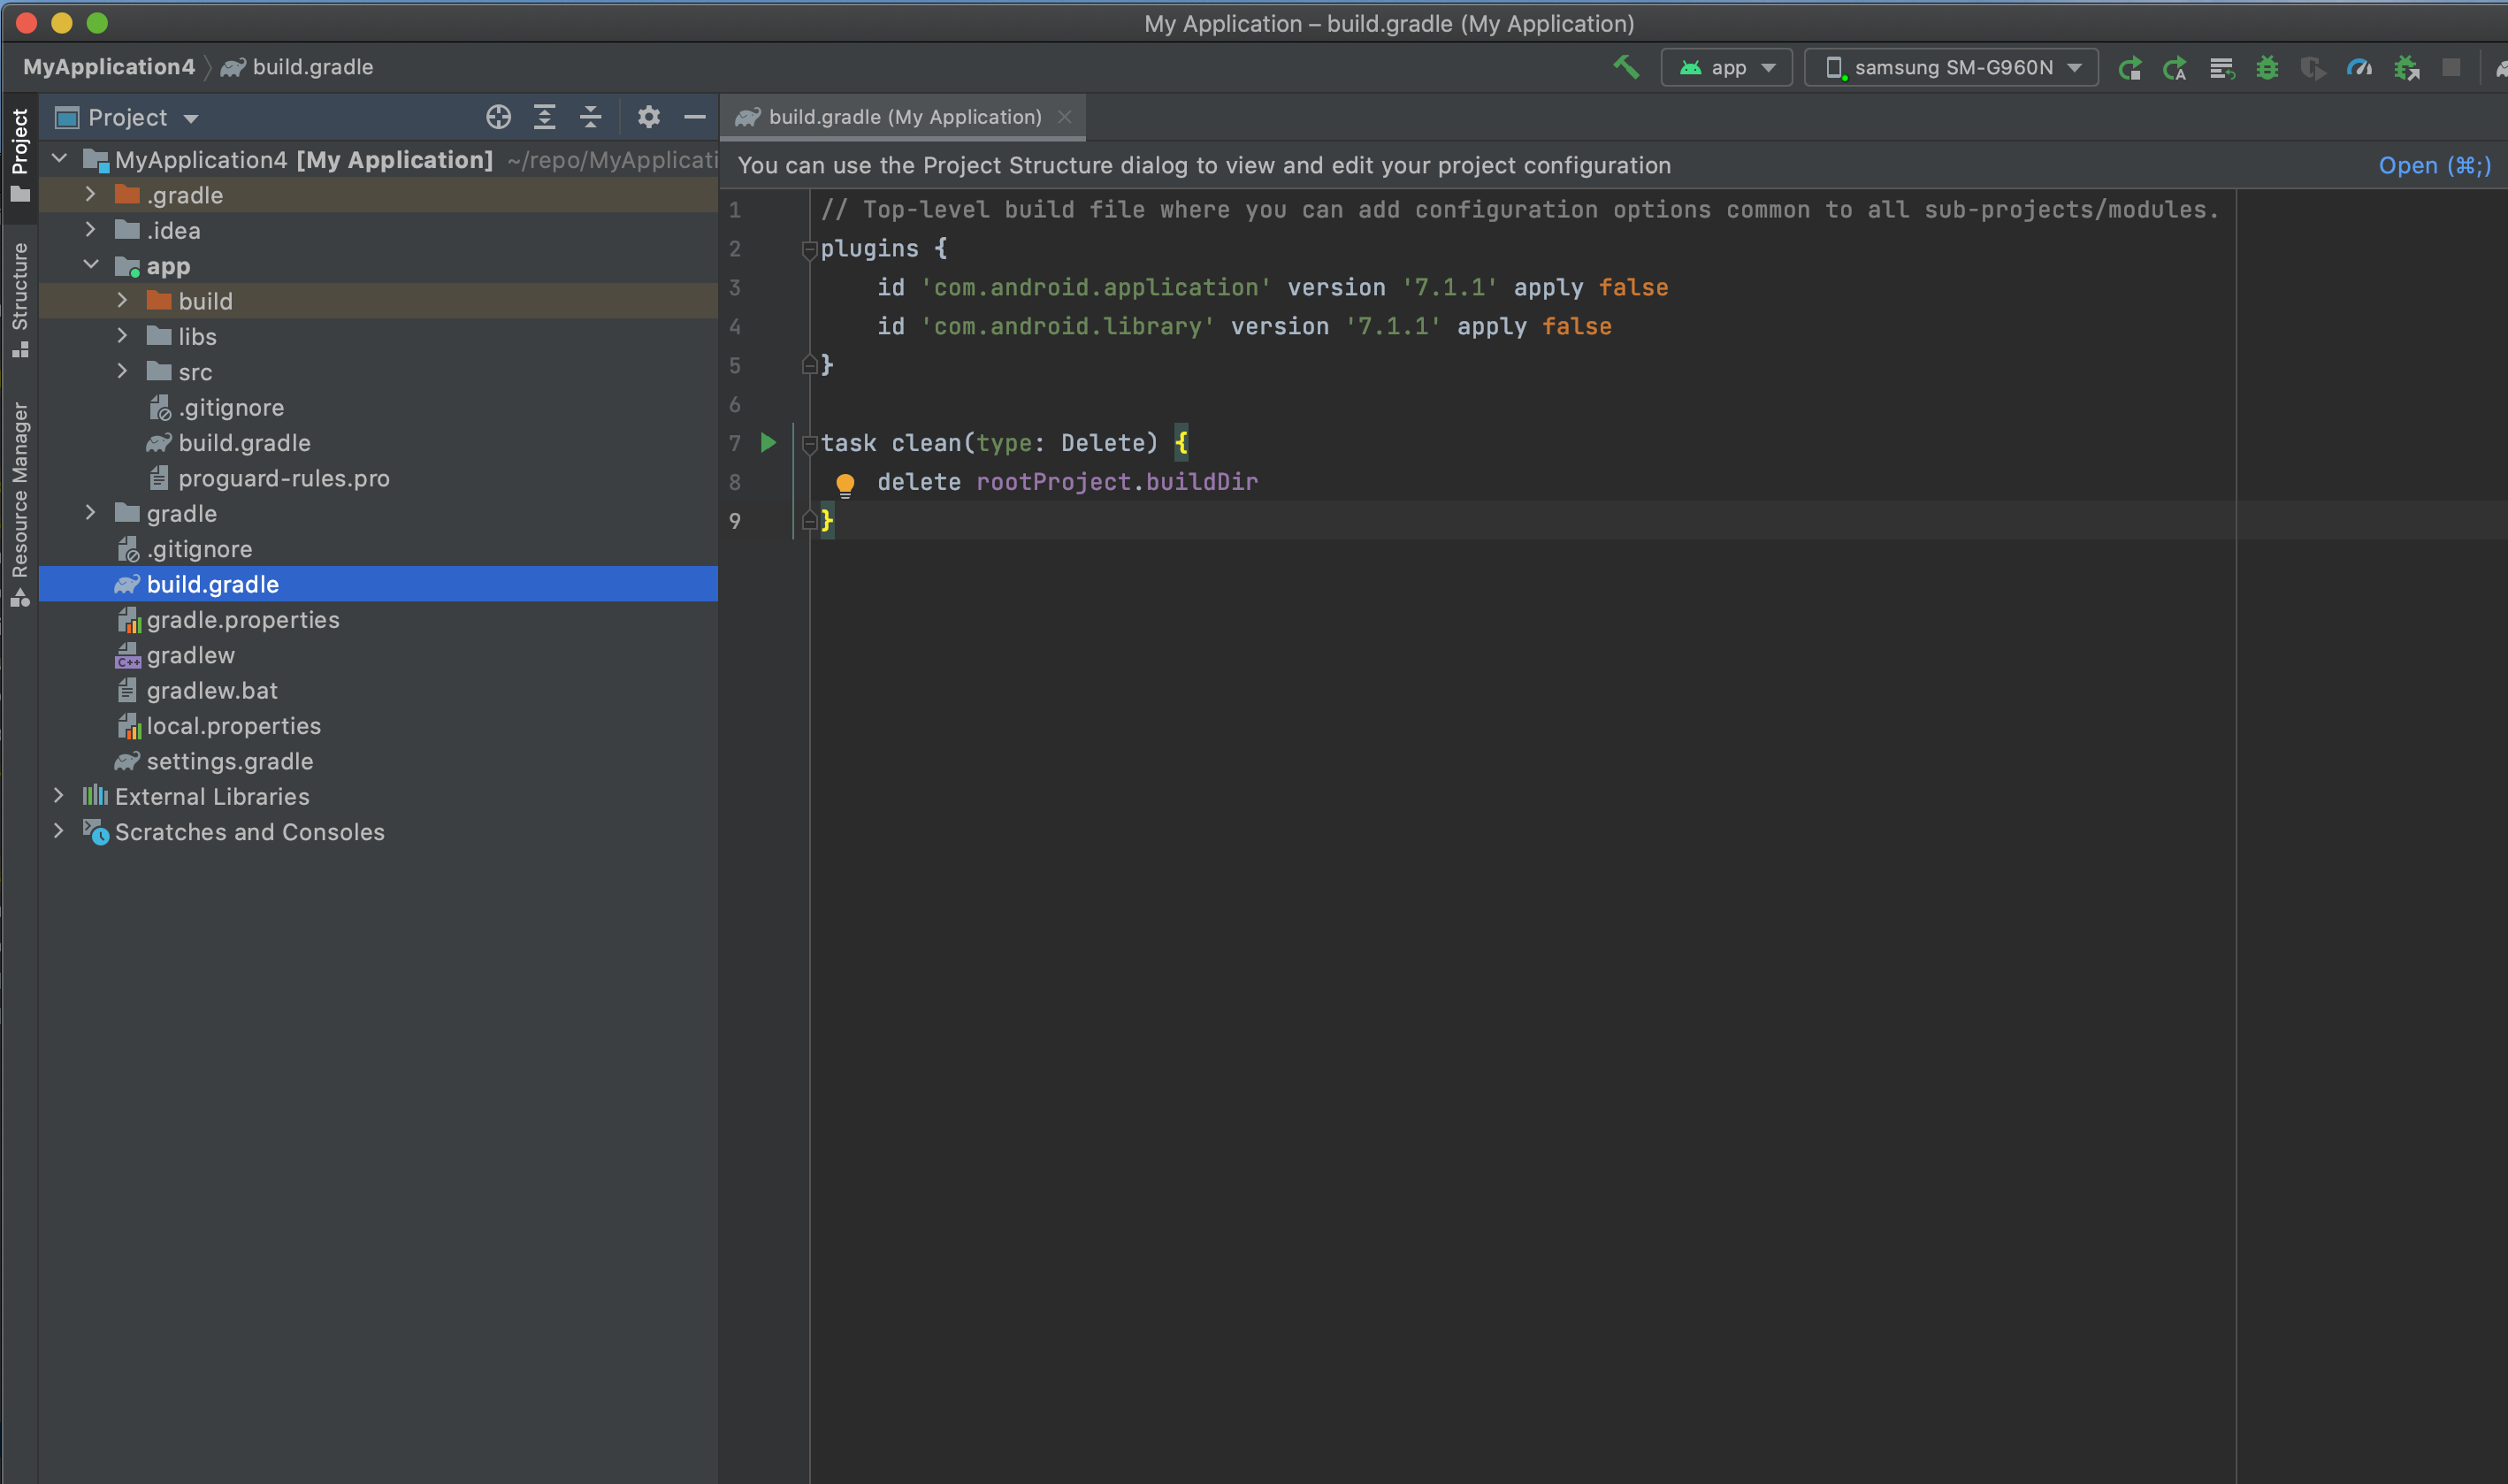 My Application – build.gradle (My Application)
MyApplication4 build.gradle
app
samsung SM-G960N
Project
Structure
Resource Manager
Project
MyApplication4 [My Application] ~/repo/MyApplicati
.gradle
.idea
app
build
libs
src
.gitignore
build.gradle
proguard-rules.pro
gradle
.gitignore
build.gradle
gradle.properties
C++ gradlew
gradlew.bat
local.properties
settings.gradle
External Libraries
Scratches and Consoles
build.gradle (My Application)
You can use the Project Structure dialog to view and edit your project configuration Open (⌘;)
1 // Top-level build file where you can add configuration options common to all sub-projects/modules.
2 plugins {
3 id 'com.android.application' version '7.1.1' apply false
4 id 'com.android.library' version '7.1.1' apply false
5 }
6
7 task clean(type: Delete) {
8 delete rootProject.buildDir
9 }